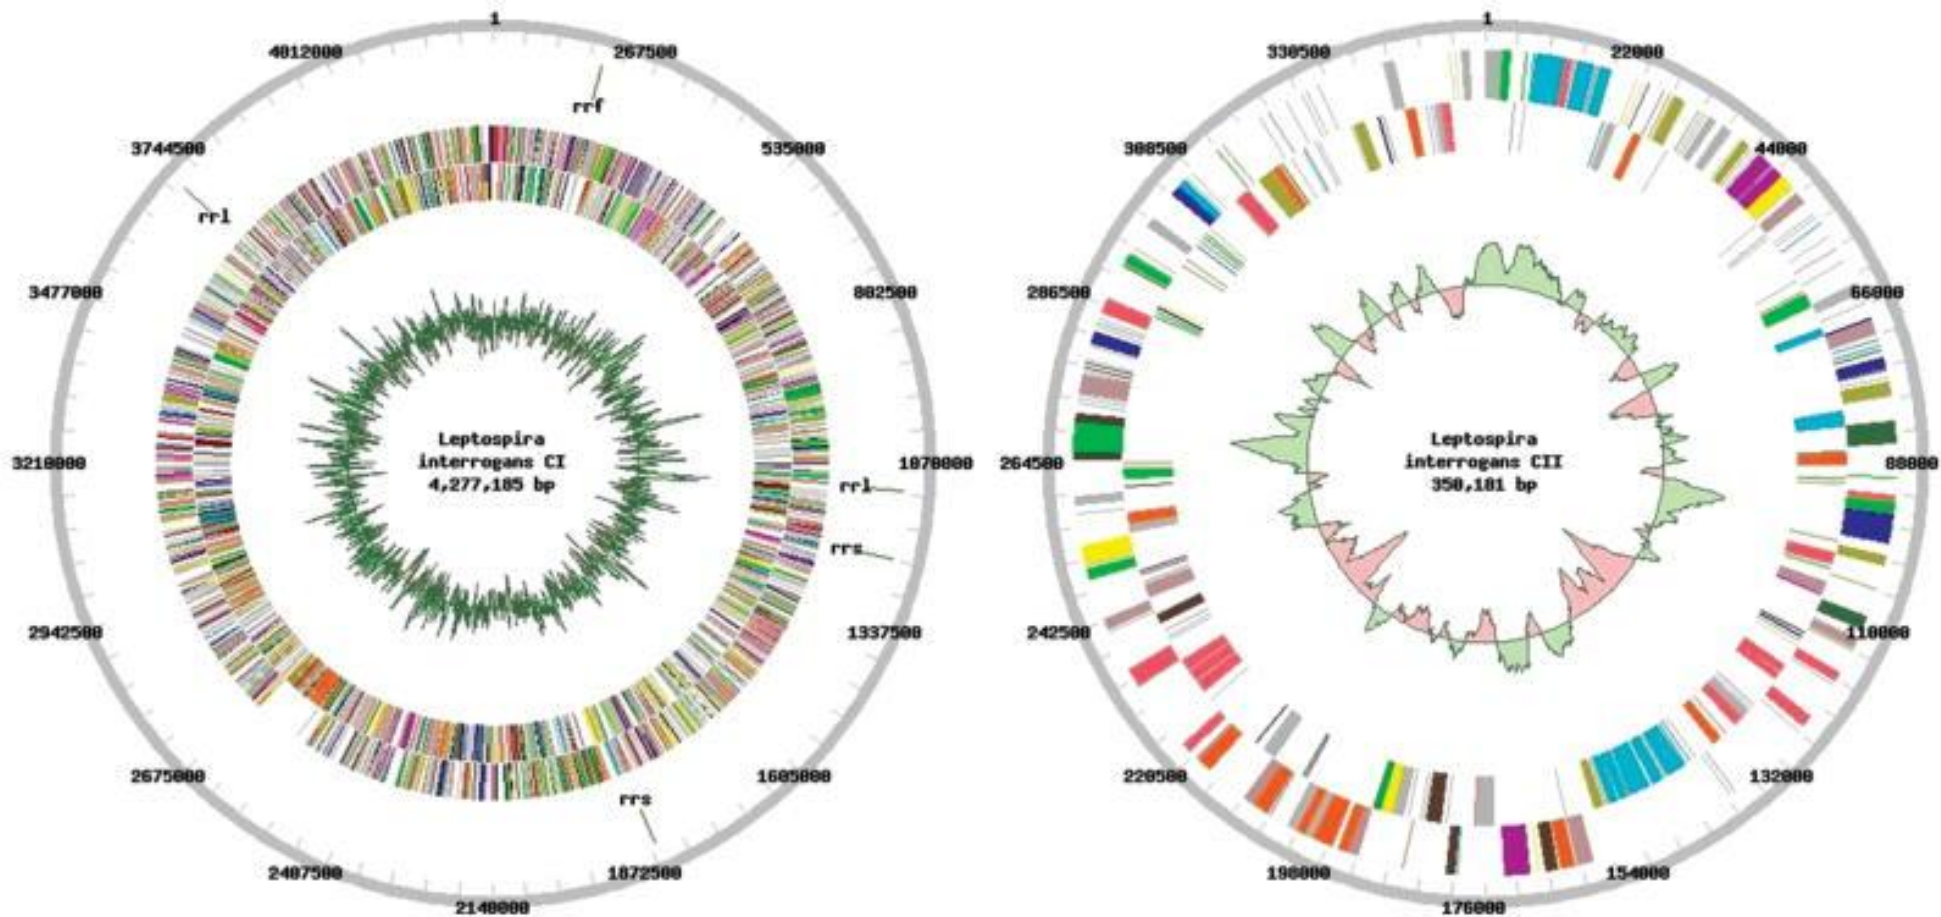 1
4012000
267500
rrf
3744500
535000
rrl
3477000
802500
Leptospira
interrogans CI
4,277,185 bp
3210000
1070000
rrl
rrs
2942500
1337500
2675000
1605000
rrs
2407500
1872500
2140000
1
330500
22000
308500
44000
286500
66000
Leptospira
interrogans CII
350,181 bp
264500
88000
242500
110000
220500
132000
198000
154000
176000